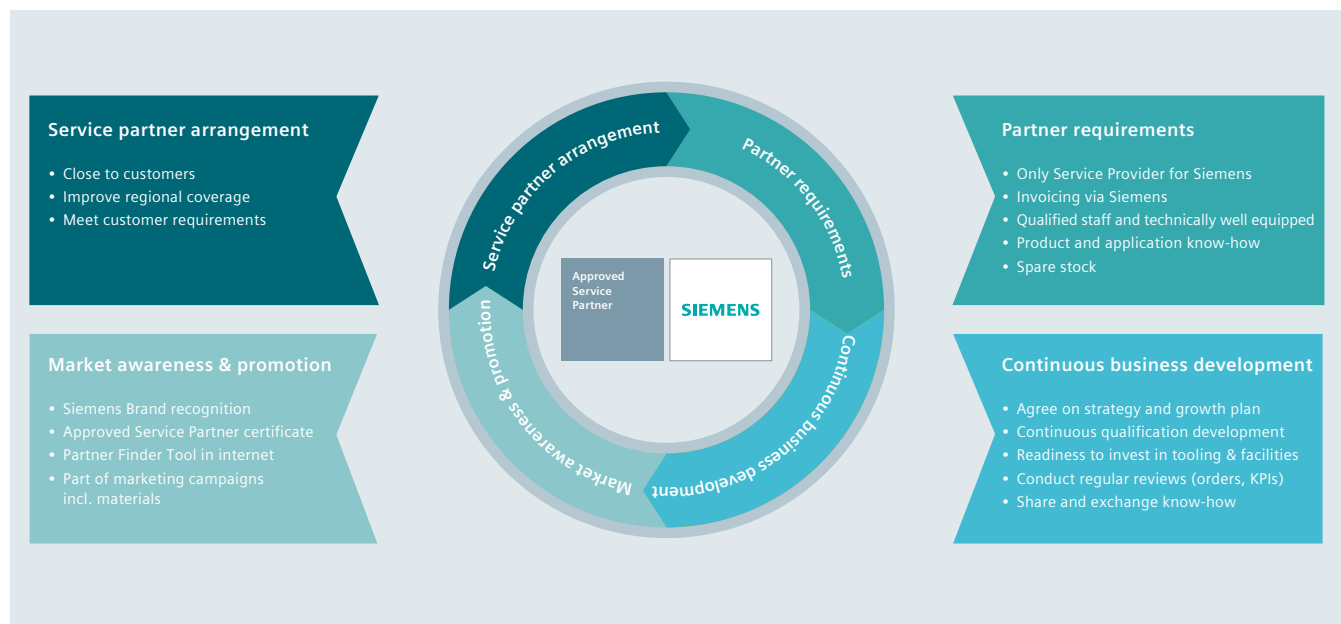 Service partner arrangement
• Close to customers
• Improve regional coverage
• Meet customer requirements
Market awareness & promotion
• Siemens Brand recognition
• Approved Service Partner certificate
• Partner Finder Tool in internet
• Part of marketing campaigns
incl. materials
Service partner arrangement
Partner requirements
Continuous business development
Market awareness & promotion
Approved
Service
Partner
SIEMENS
Partner requirements
• Only Service Provider for Siemens
• Invoicing via Siemens
• Qualified staff and technically well equipped
• Product and application know-how
• Spare stock
Continuous business development
• Agree on strategy and growth plan
• Continuous qualification development
• Readiness to invest in tooling & facilities
• Conduct regular reviews (orders, KPIs)
• Share and exchange know-how